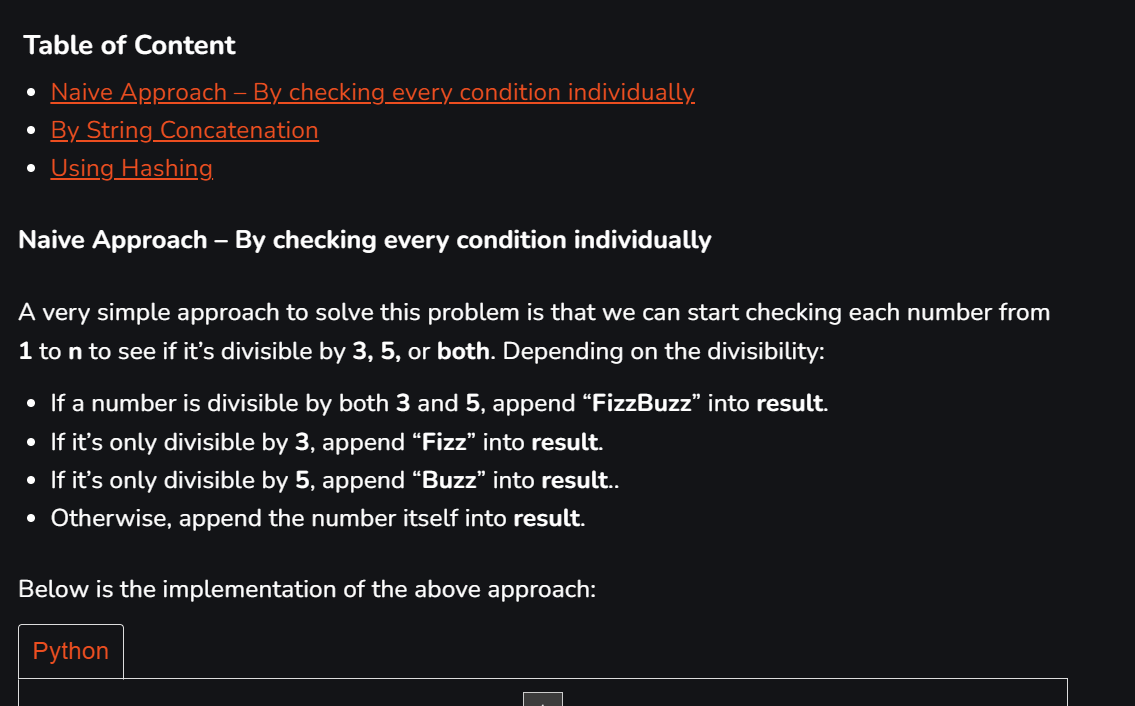 Table of Content
Naive Approach – By checking every condition individually
By String Concatenation
Using Hashing
Naive Approach – By checking every condition individually
A very simple approach to solve this problem is that we can start checking each number from
1 to n to see if it’s divisible by 3, 5, or both. Depending on the divisibility:
If a number is divisible by both 3 and 5, append “FizzBuzz” into result.
If it’s only divisible by 3, append “Fizz” into result.
If it’s only divisible by 5, append “Buzz” into result..
Otherwise, append the number itself into result.
Below is the implementation of the above approach:
Python